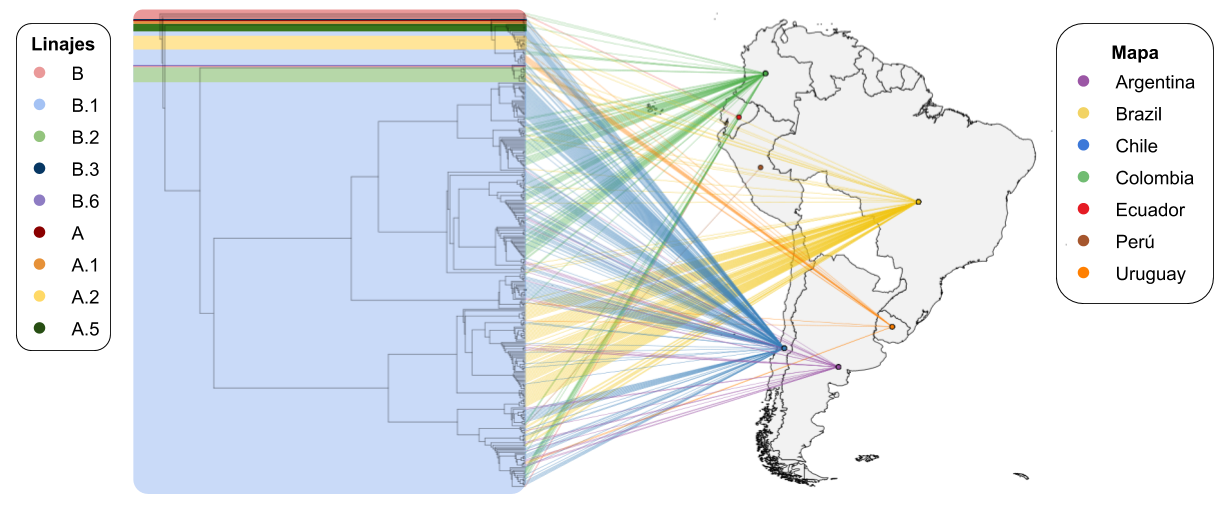 Linajes
B
B.1
B.2
B.3
B.6
A
A.1
A.2
A.5
Mapa
Argentina
Brazil
Chile
Colombia
Ecuador
Perú
Uruguay